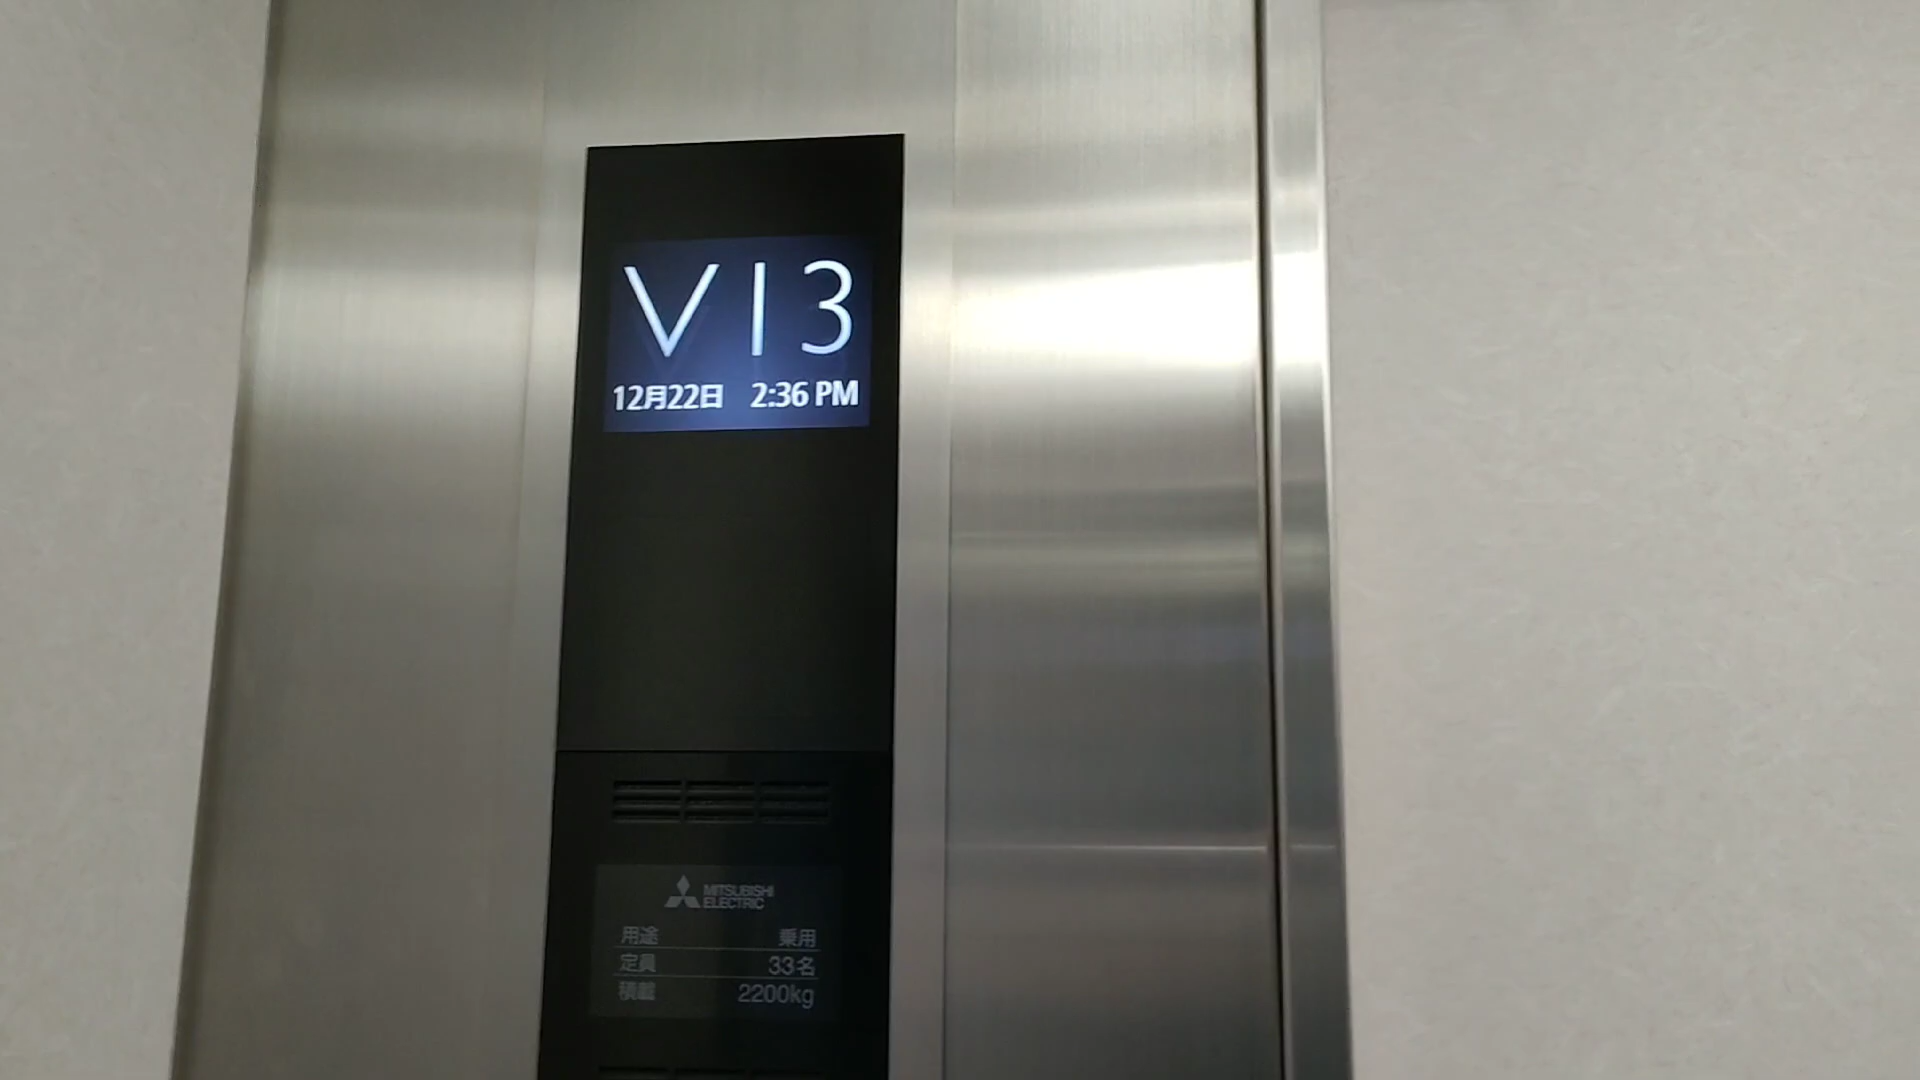 V13
12月22日 2:36 PM
MITSUBISHI
ELECTRIC
用途 乗用
定員 33名
積載 2200kg